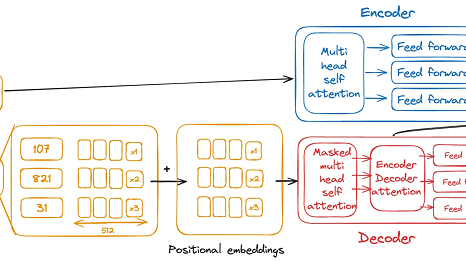 Encoder
Multi
head
self
attention
Feed forward
Feed forward
Feed forward
107
821
31
x1
x2
x3
512
+
x1
x2
x3
Positional embeddings
Masked
multi
head
self
attention
Encoder
Decoder
attention
Feed
Feed
Feed
Decoder